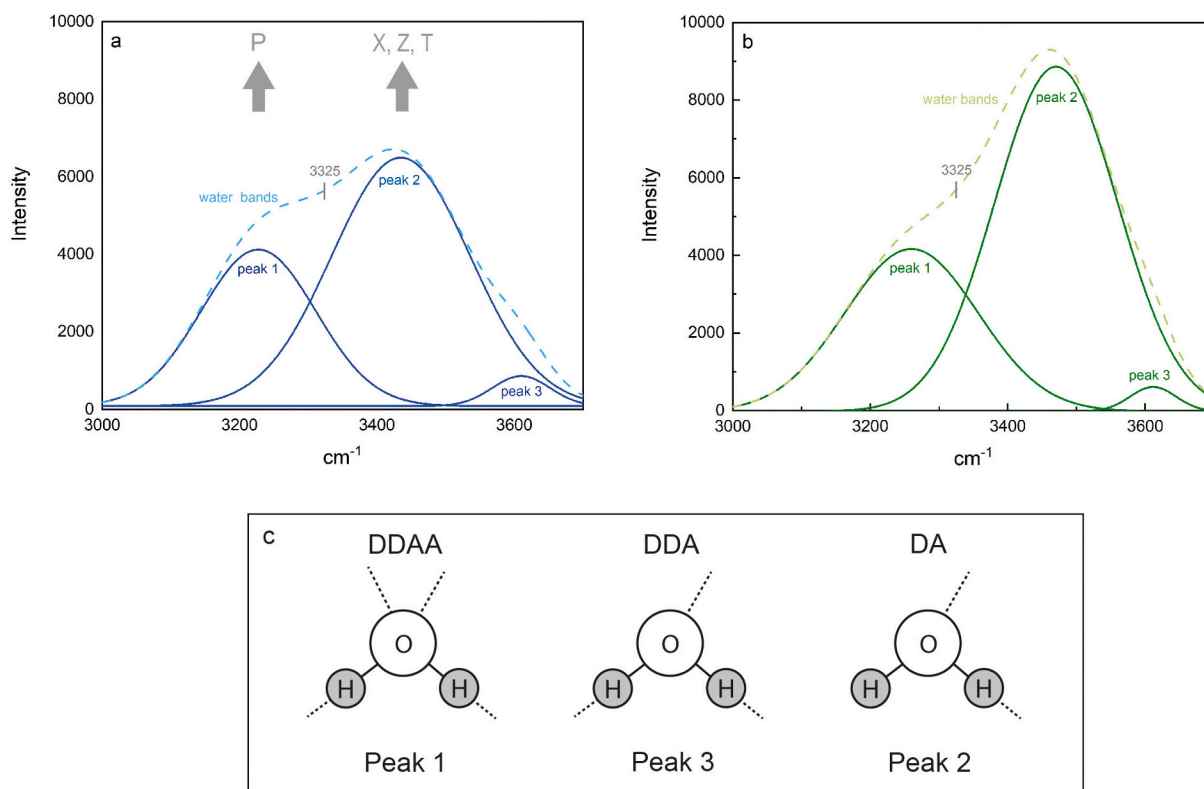 a
P
X, Z, T
10000
8000
6000
4000
2000
0
Intensity
water bands
3325
peak 1
peak 2
peak 3
3000
3200
3400
3600
cm-1
b
10000
8000
6000
4000
2000
0
Intensity
water bands
3325
peak 1
peak 2
peak 3
3000
3200
3400
3600
cm-1
c
DDAA DDA DA
O O O
H H H H H H
Peak 1 Peak 3 Peak 2